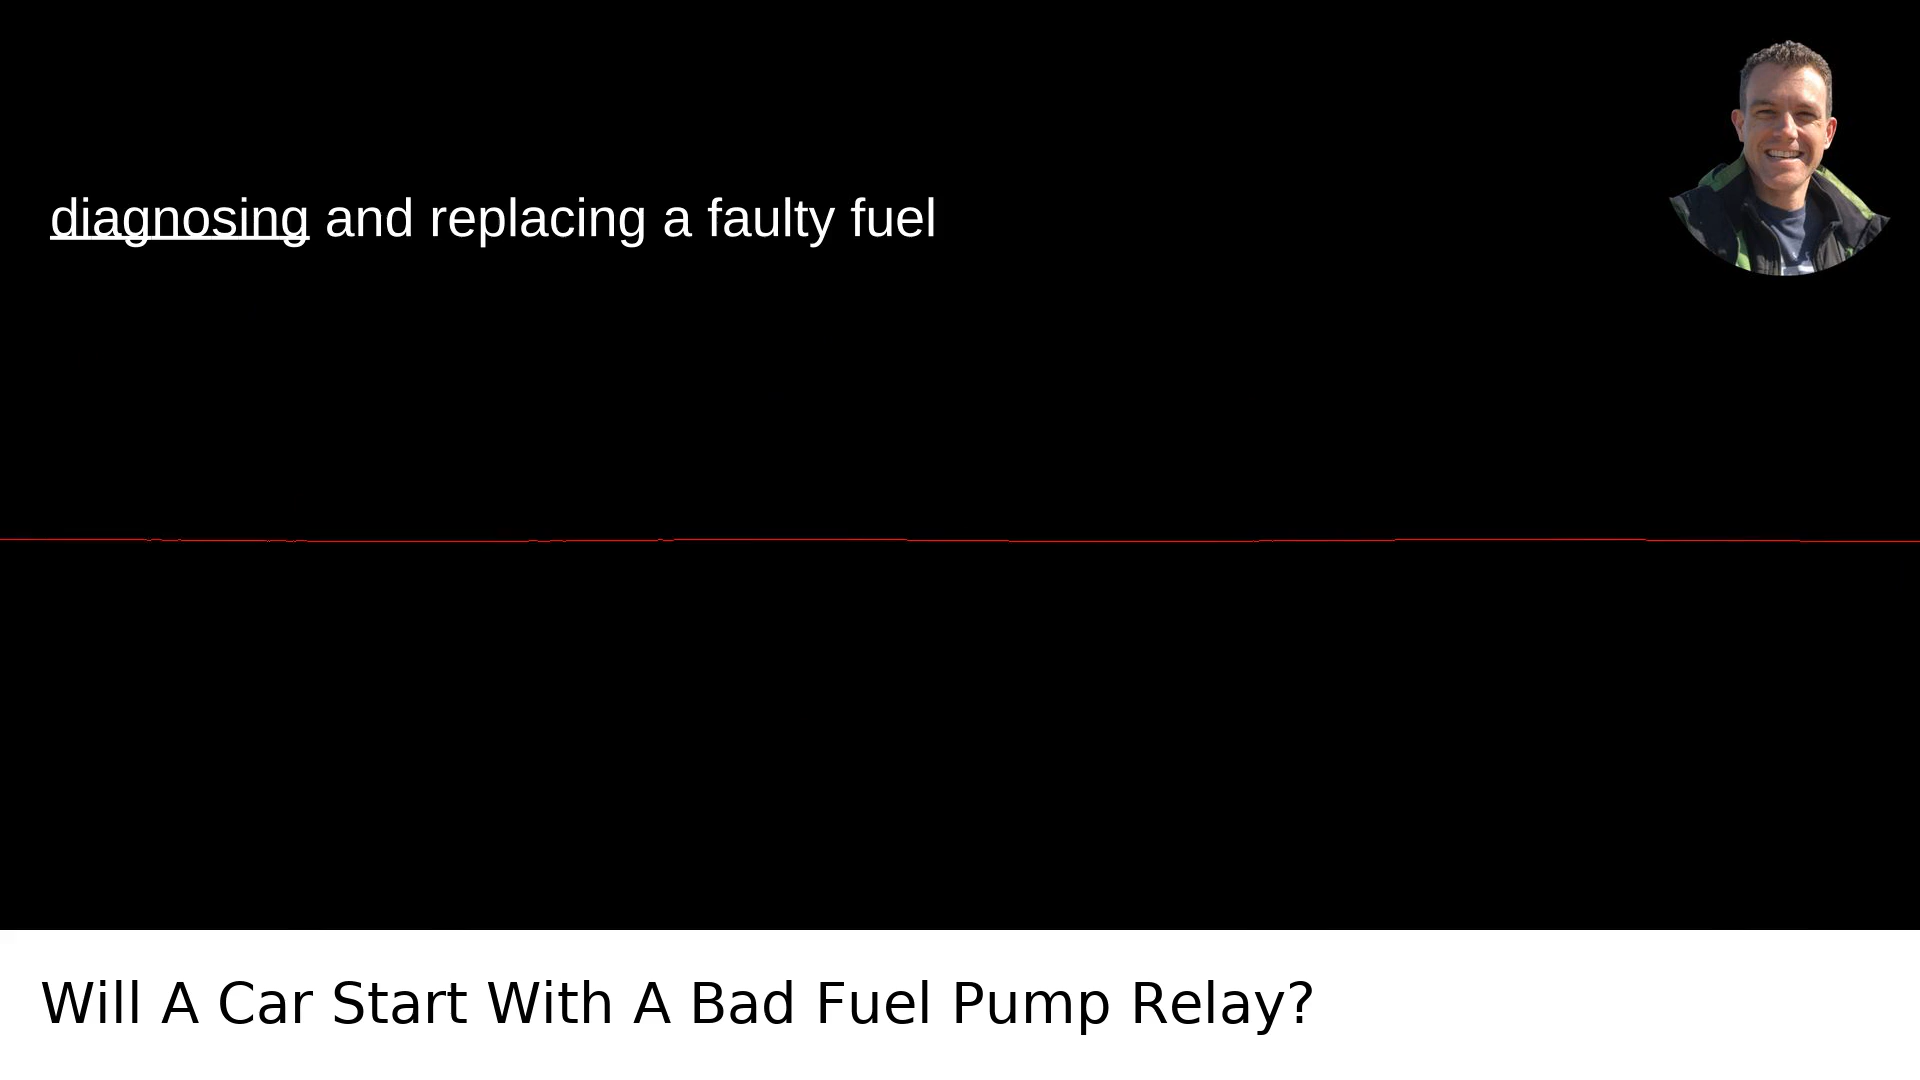 diagnosing and replacing a faulty fuel
Will A Car Start With A Bad Fuel Pump Relay?